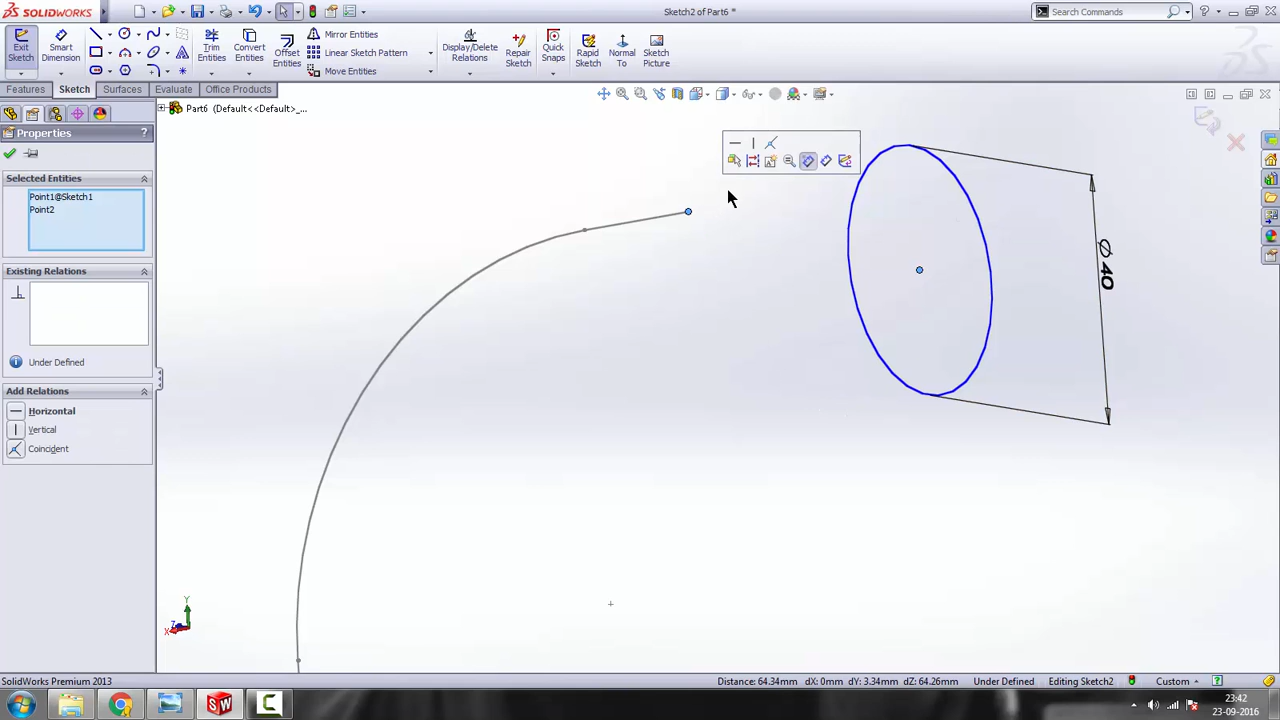 SOLIDWORKS
Sketch2 of Part6 *
Search Commands
Exit Sketch
Smart Dimension
Trim Entities
Convert Entities
Offset Entities
Mirror Entities
Linear Sketch Pattern
Move Entities
Display/Delete Relations
Repair Sketch
Quick Snaps
Rapid Sketch
Normal To
Sketch Picture
Features
Sketch
Surfaces
Evaluate
Office Products
Part6 (Default<<Default>_...
Properties
?
Selected Entities
Point1@Sketch1
Point2
Existing Relations
Under Defined
Add Relations
Horizontal
Vertical
Coincident
Ø 40
Y
X
Z
SolidWorks Premium 2013
Distance: 64.34mm dX: 0mm dY: 3.34mm dZ: 64.26mm
Under Defined
Editing Sketch2
Custom
?
23:42
23-09-2016